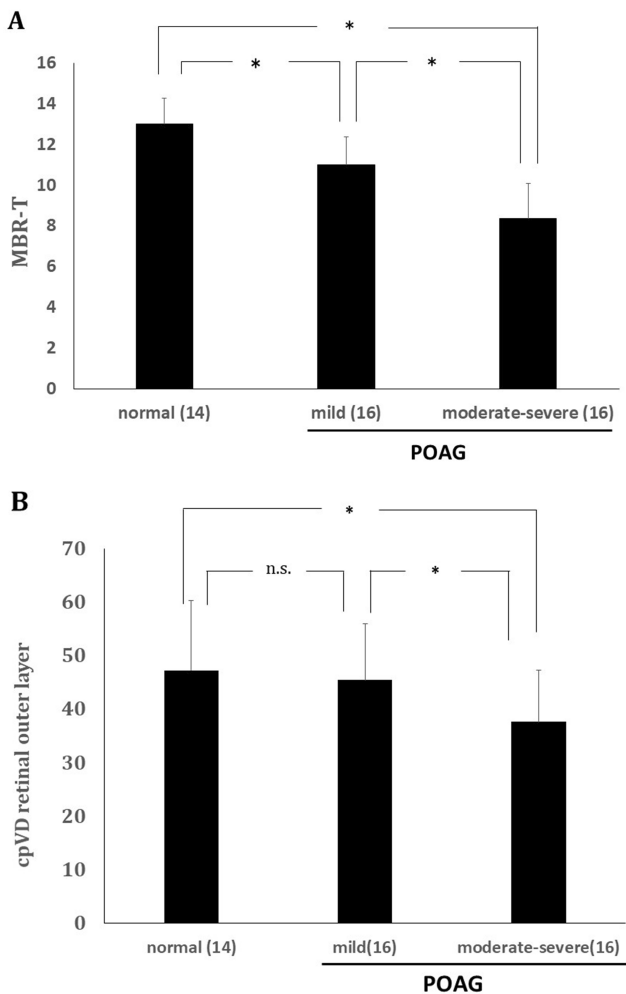 A
*
* *
16
14
12
10
8
6
4
2
0
MBR-T
normal (14) mild (16) moderate-severe (16)
POAG
B
*
n.s. *
70
60
50
40
30
20
10
0
cpVD retinal outer layer
normal (14) mild(16) moderate-severe(16)
POAG